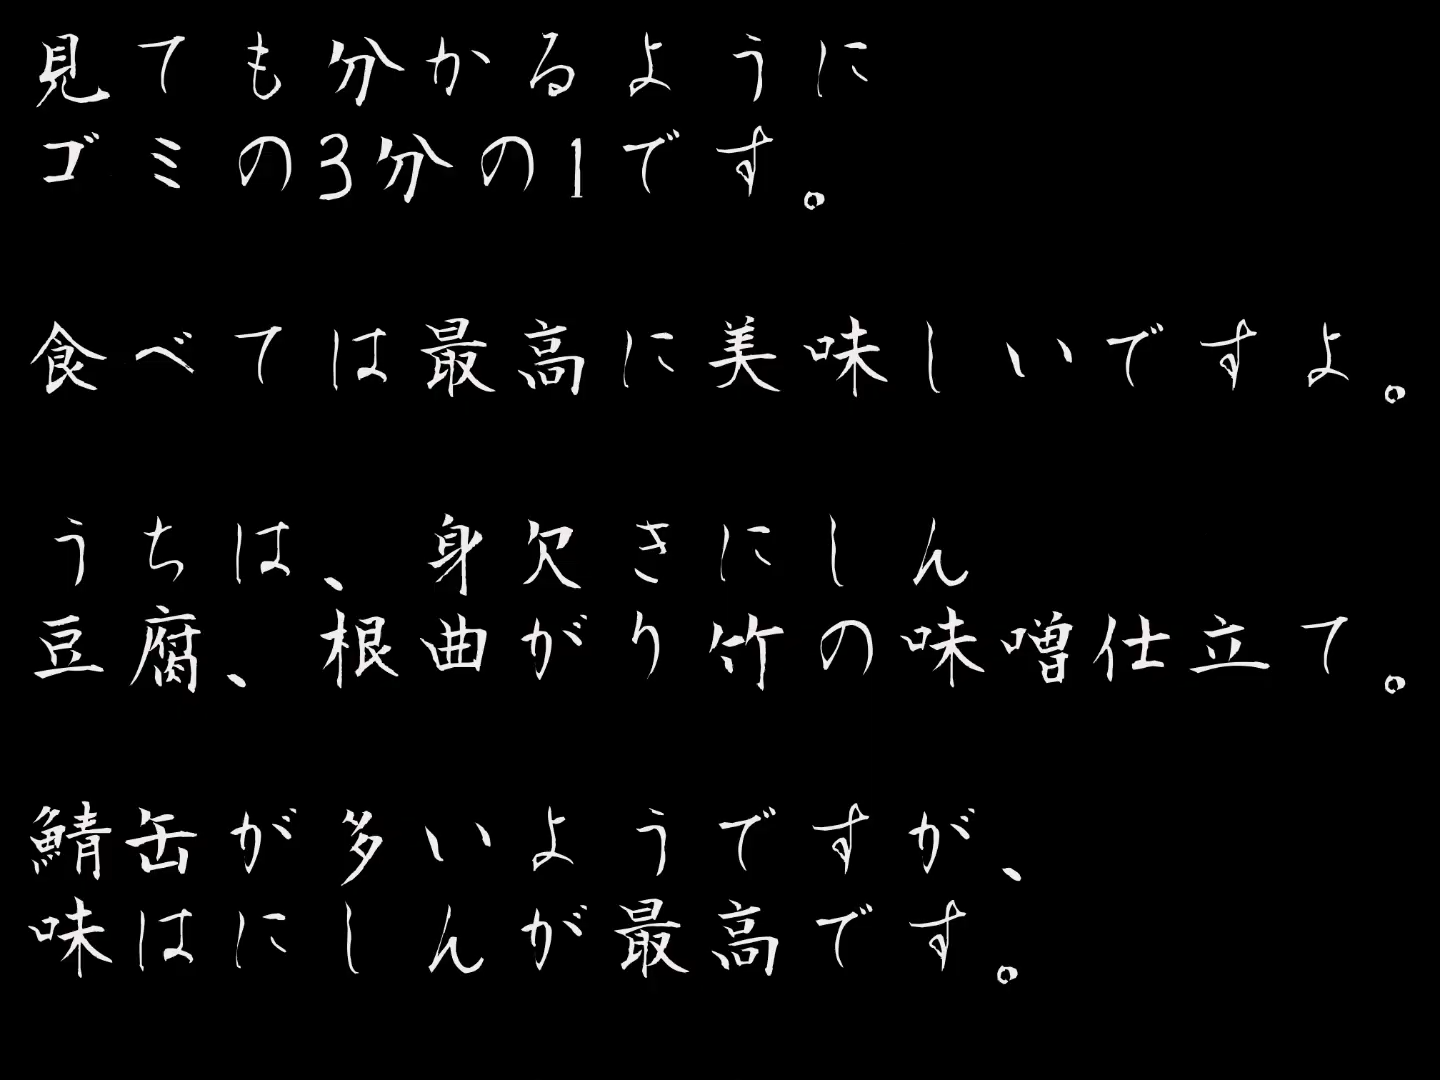 見ても分かるように
ゴミの3分の1です。
食べては最高に美味しいですよ。
うちは、身欠きにしん
豆腐、根曲がり竹の味噌仕立て。
鯖缶が多いようですが、
味はにしんが最高です。